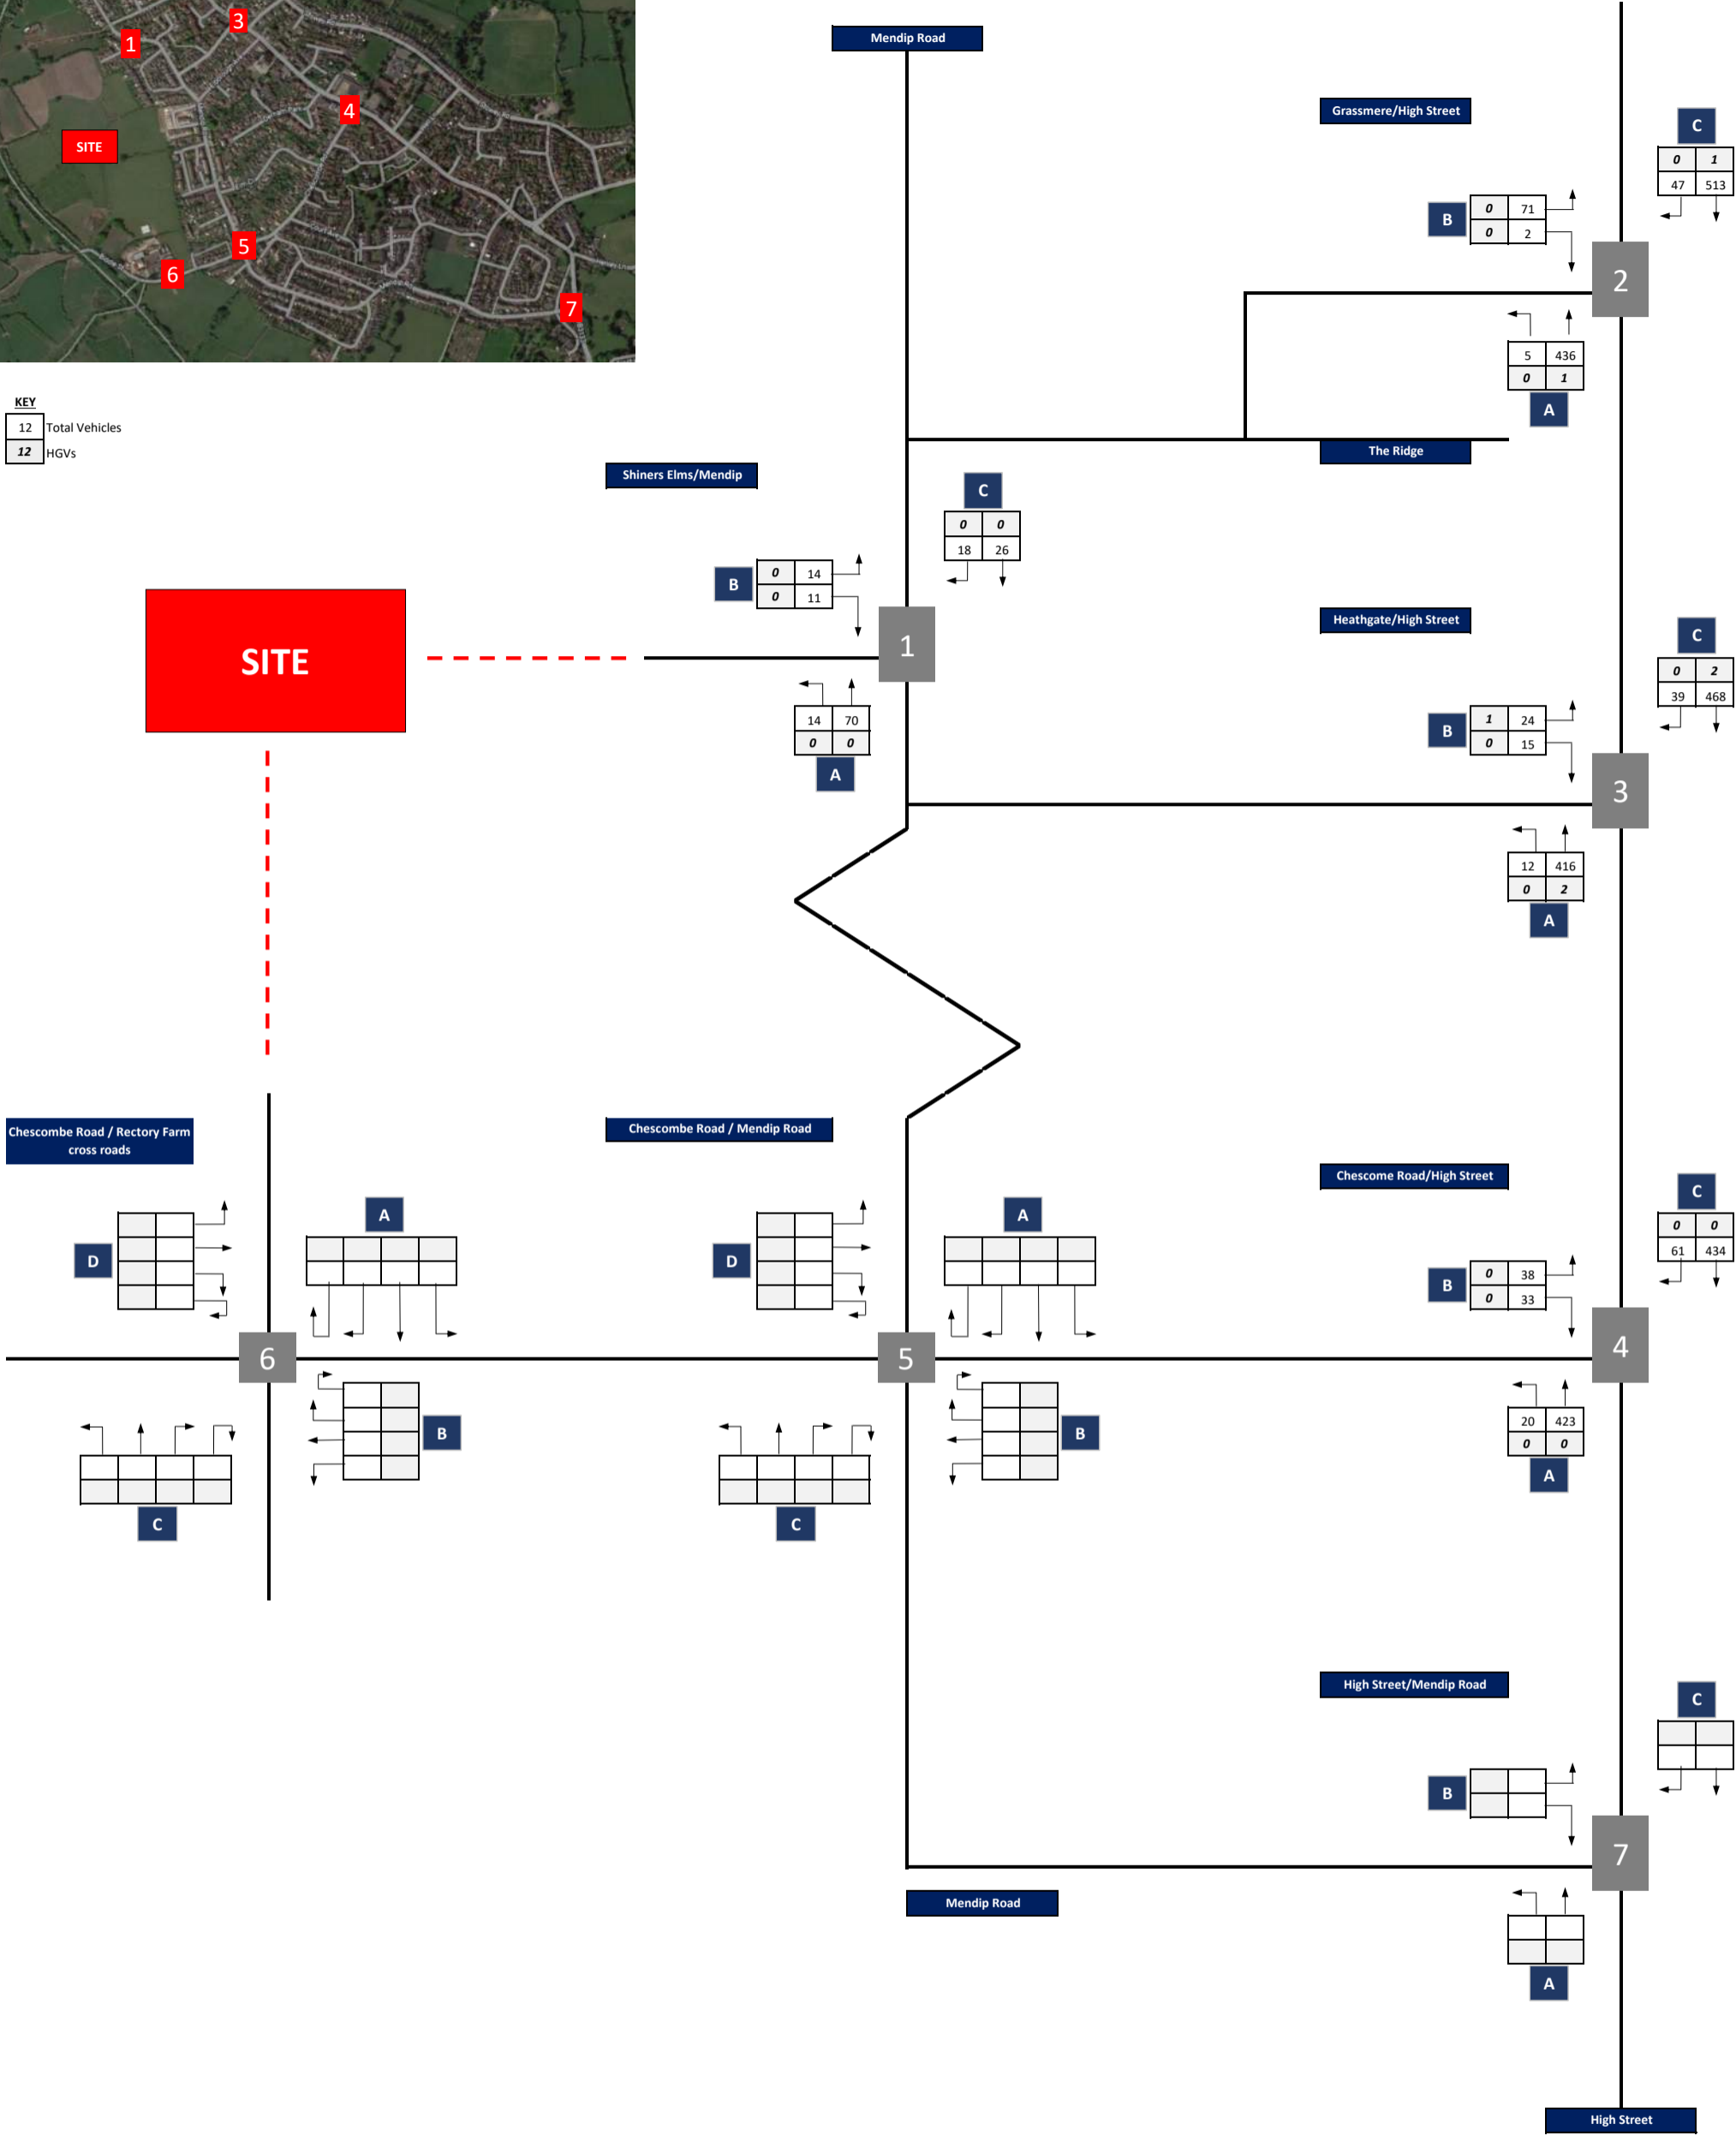 3
1
4
SITE
5
6
7
Mendip Road
Grassmere/High Street
C
0 1
47 513
B
0 71
0 2
2
5 436
0 1
A
KEY
12 Total Vehicles
12 HGVs
The Ridge
Shiners Elms/Mendip
C
0 0
18 26
B
0 14
0 11
1
14 70
0 0
A
SITE
Heathgate/High Street
C
0 2
39 468
B
1 24
0 15
3
12 416
0 2
A
Chescombe Road / Rectory Farm
cross roads
A
D
6
B
C
Chescombe Road / Mendip Road
A
D
5
B
C
Chescome Road/High Street
C
0 0
61 434
B
0 38
0 33
4
20 423
0 0
A
High Street/Mendip Road
C
B
7
Mendip Road
A
High Street